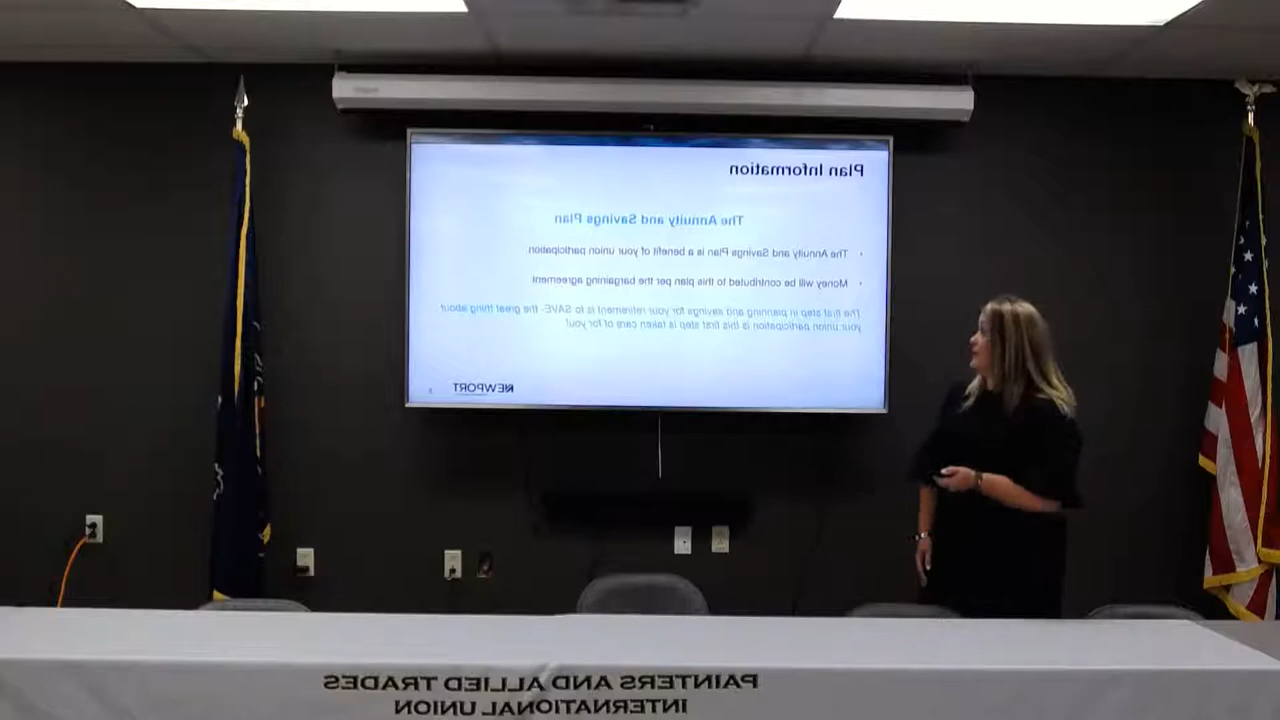 Plan Information
The Annuity and Savings Plan
• The Annuity and Savings Plan is a benefit of your union participation
• Money will be contributed to this plan per the bargaining agreement
The first step in planning and savings for your retirement is to SAVE- the great thing about
your union participation is this first step is taken care of for you!
NEWPORT
PAINTERS AND ALLIED TRADES
INTERNATIONAL UNION